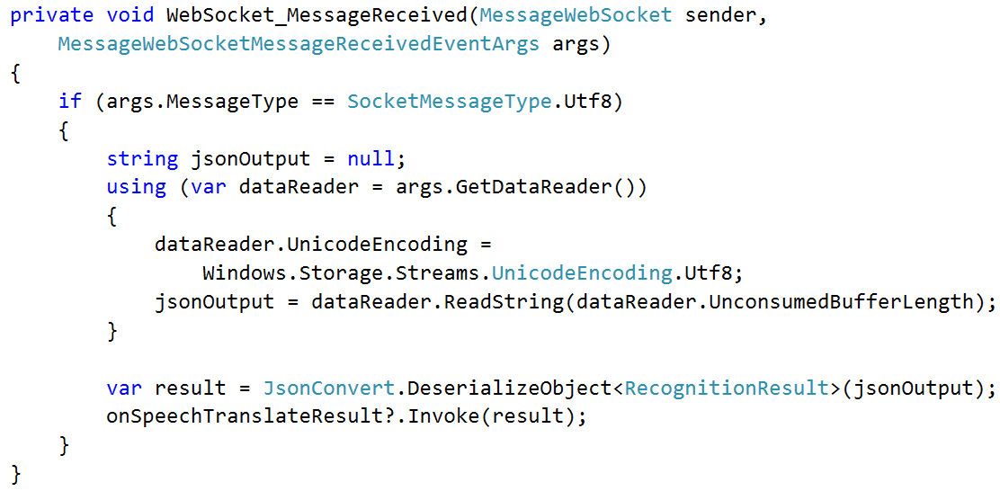 private void WebSocket_MessageReceived(MessageWebSocket sender,
    MessageWebSocketMessageReceivedEventArgs args)
{
    if (args.MessageType == SocketMessageType.Utf8)
    {
        string jsonOutput = null;
        using (var dataReader = args.GetDataReader())
        {
            dataReader.UnicodeEncoding =
                Windows.Storage.Streams.UnicodeEncoding.Utf8;
            jsonOutput = dataReader.ReadString(dataReader.UnconsumedBufferLength);
        }

        var result = JsonConvert.DeserializeObject<RecognitionResult>(jsonOutput);
        onSpeechTranslateResult?.Invoke(result);
    }
}